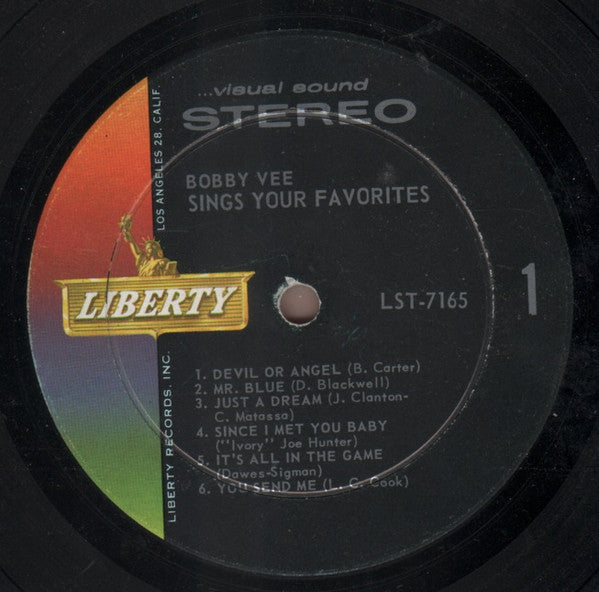 ...visual sound
STEREO
BOBBY VEE
SINGS YOUR FAVORITES
LOS ANGELES 28, CALIF.
LIBERTY
LIBERTY RECORDS, INC.
LST-7165
1
1. DEVIL OR ANGEL (B. Carter)
2. MR. BLUE (D. Blackwell)
3. JUST A DREAM (J. Clanton-
C. Matassa)
4. SINCE I MET YOU BABY
("Ivory" Joe Hunter)
5. IT'S ALL IN THE GAME
(Dawes-Sigman)
6. YOU SEND ME (L. C. Cook)